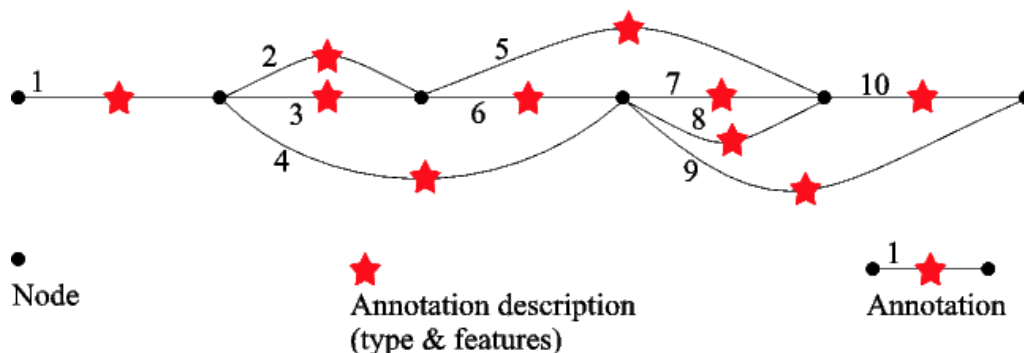 1
2
3
4
5
6
7
8
9
10
Node
Annotation description
(type & features)
1
Annotation